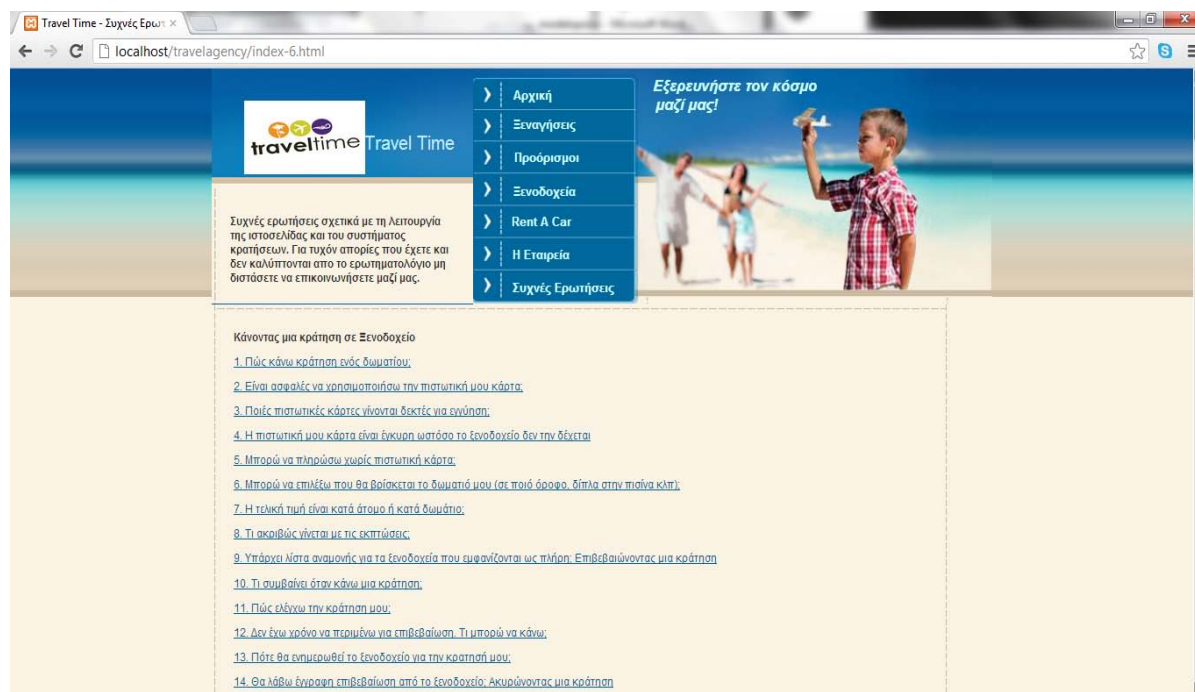 Travel Time - Συχνές Ερωτ
localhost/travelagency/index-6.html
traveltime Travel Time
Αρχική
Ξεναγήσεις
Προόρισμοι
Ξενοδοχεία
Rent A Car
Η Εταιρεία
Συχνές Ερωτήσεις
Εξερευνήστε τον κόσμο
μαζί μας!
Συχνές ερωτήσεις σχετικά με τη λειτουργία
της ιστοσελίδας και του συστήματος
κρατήσεων. Για τυχόν απορίες που έχετε και
δεν καλύπτονται απο το ερωτηματολόγιο μη
διστάσετε να επικοινωνήσετε μαζί μας.
Κάνοντας μια κράτηση σε Ξενοδοχείο
1. Πώς κάνω κράτηση ενός δωματίου;
2. Είναι ασφαλές να χρησιμοποιήσω την πιστωτική μου κάρτα;
3. Ποιές πιστωτικές κάρτες γίνονται δεκτές για εγγύηση;
4. Η πιστωτική μου κάρτα είναι έγκυρη ωστόσο το ξενοδοχείο δεν την δέχεται
5. Μπορώ να πληρώσω χωρίς πιστωτική κάρτα;
6. Μπορώ να επιλέξω που θα βρίσκεται το δωματιό μου (σε ποιό όροφο, δίπλα στην πισίνα κλπ);
7. Η τελική τιμή είναι κατά άτομο ή κατά δωμάτιο;
8. Τι ακριβώς γίνεται με τις εκπτώσεις;
9. Υπάρχει λίστα αναμονής για τα ξενοδοχεία που εμφανίζονται ως πλήρη; Επιβεβαιώνοντας μια κράτηση
10. Τι συμβαίνει όταν κάνω μια κράτηση;
11. Πώς ελέγχω την κράτηση μου;
12. Δεν έχω χρόνο να περιμένω για επιβεβαίωση. Τι μπορώ να κάνω;
13. Πότε θα ενημερωθεί το ξενοδοχείο για την κρατησή μου;
14. Θα λάβω έγγραφη επιβεβαίωση από το ξενοδοχείο; Ακυρώνοντας μια κράτηση